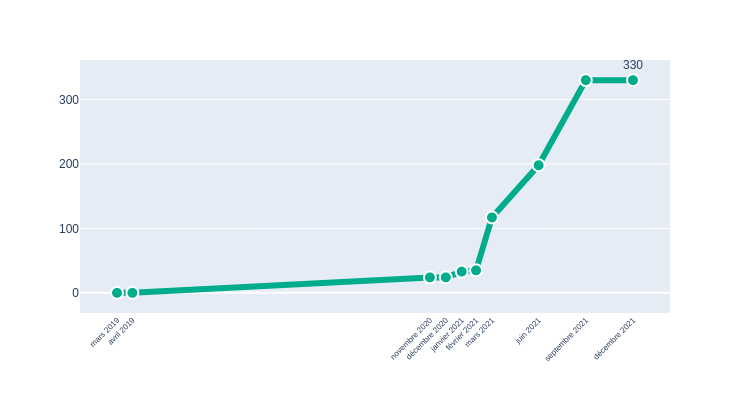 330
300
200
100
0
mars 2019
avril 2019
novembre 2020
décembre 2020
janvier 2021
février 2021
mars 2021
juin 2021
septembre 2021
décembre 2021